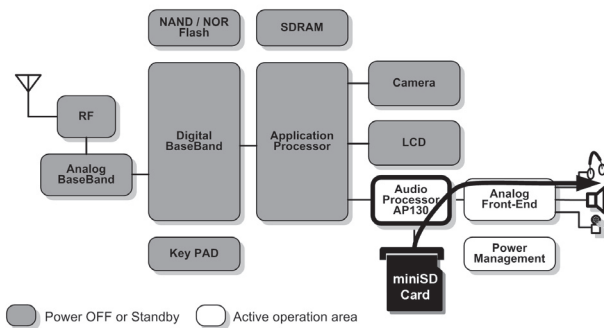 NAND / NOR
Flash
SDRAM
Camera
RF
Digital
BaseBand
Application
Processor
LCD
Analog
BaseBand
Audio
Processor
AP130
Analog
Front-End
Key PAD
Power
Management
miniSD
Card
Power OFF or Standby
Active operation area